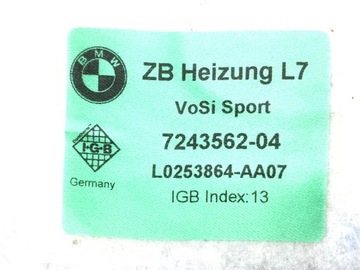 BMW
ZB Heizung L7
VoSi Sport
7243562-04
I·G·B
L0253864-AA07
Germany
IGB Index:13